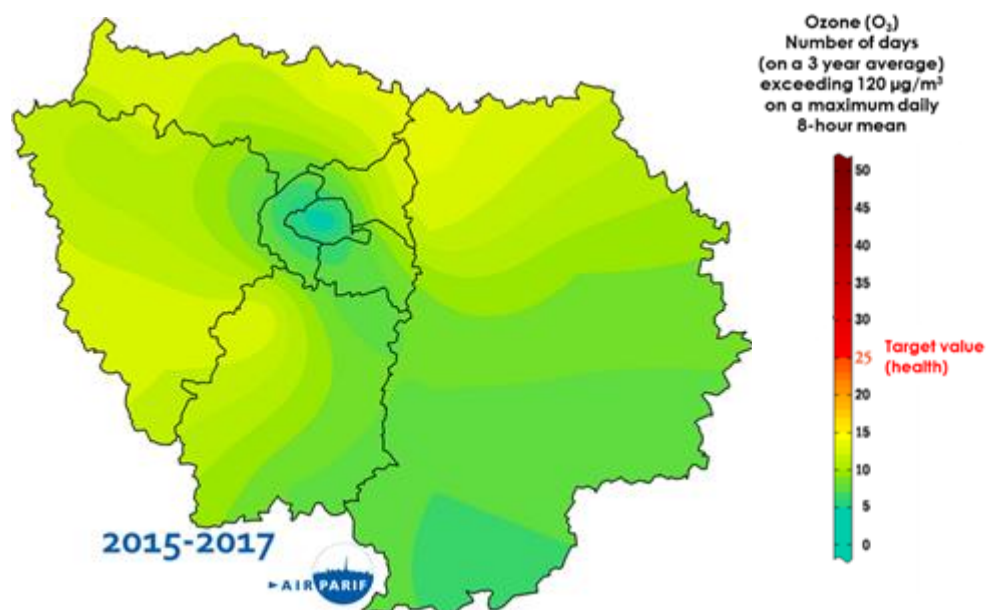 Ozone (O₃)
Number of days
(on a 3 year average)
exceeding 120 µg/m³
on a maximum daily
8-hour mean
50
45
40
35
30
25 Target value
(health)
20
15
10
5
0
2015-2017
AIRPARIF